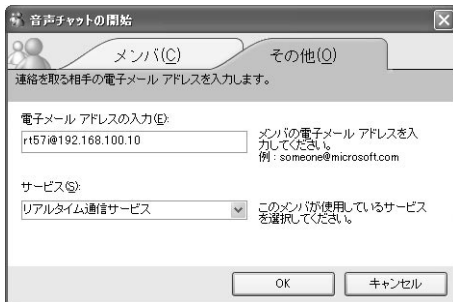 音声チャットの開始
メンバ(C)
その他(O)
連絡を取る相手の電子メール アドレスを入力します。
電子メール アドレスの入力(E):
rt57i@192.168.100.10
メンバの電子メール アドレスを入
力してください。
例 : someone@microsoft.com
サービス(S):
リアルタイム通信サービス
このメンバが使用しているサービス
を選択してください。
OK
キャンセル